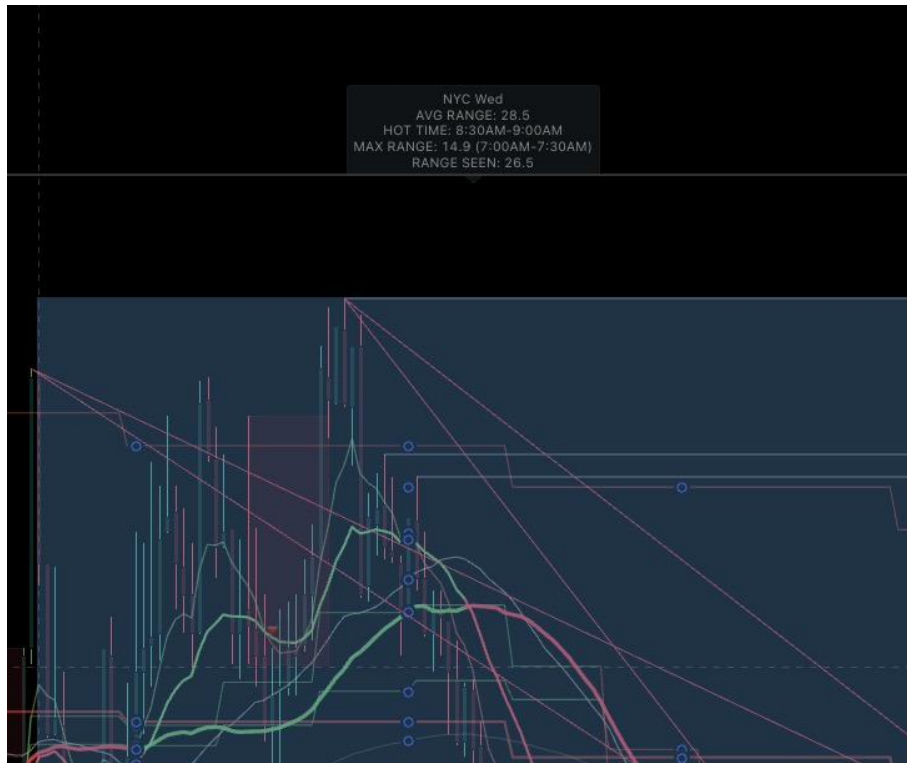 NYC Wed
AVG RANGE: 28.5
HOT TIME: 8:30AM-9:00AM
MAX RANGE: 14.9 (7:00AM-7:30AM)
RANGE SEEN: 26.5